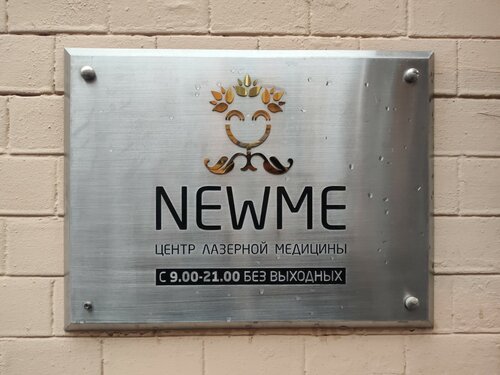 NEWME
ЦЕНТР ЛАЗЕРНОЙ МЕДИЦИНЫ
С 9.00-21.00 БЕЗ ВЫХОДНЫХ